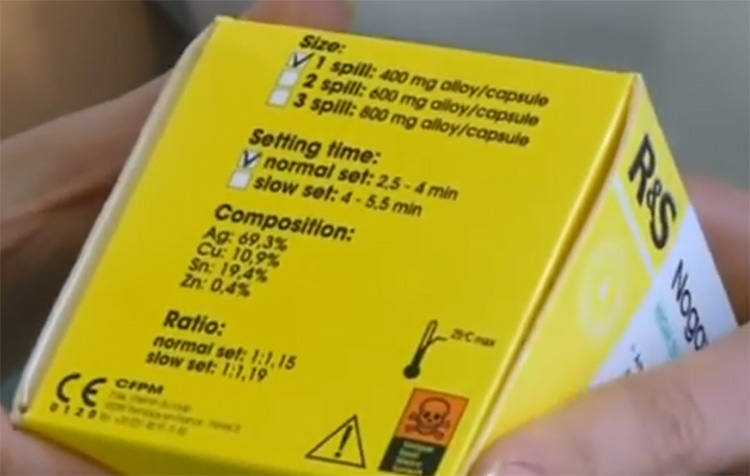 Size:
1 spill: 400 mg alloy/capsule
2 spill: 600 mg alloy/capsule
3 spill: 800 mg alloy/capsule
Setting time:
normal set: 2,5 - 4 min
slow set: 4 - 5,5 min
Composition:
Ag: 69,3%
Cu: 10,9%
Sn: 19,4%
Zn: 0,4%
Ratio:
normal set: 1:1,15
slow set: 1:1,19
25°C max
CE
0120
CFPM
R&S